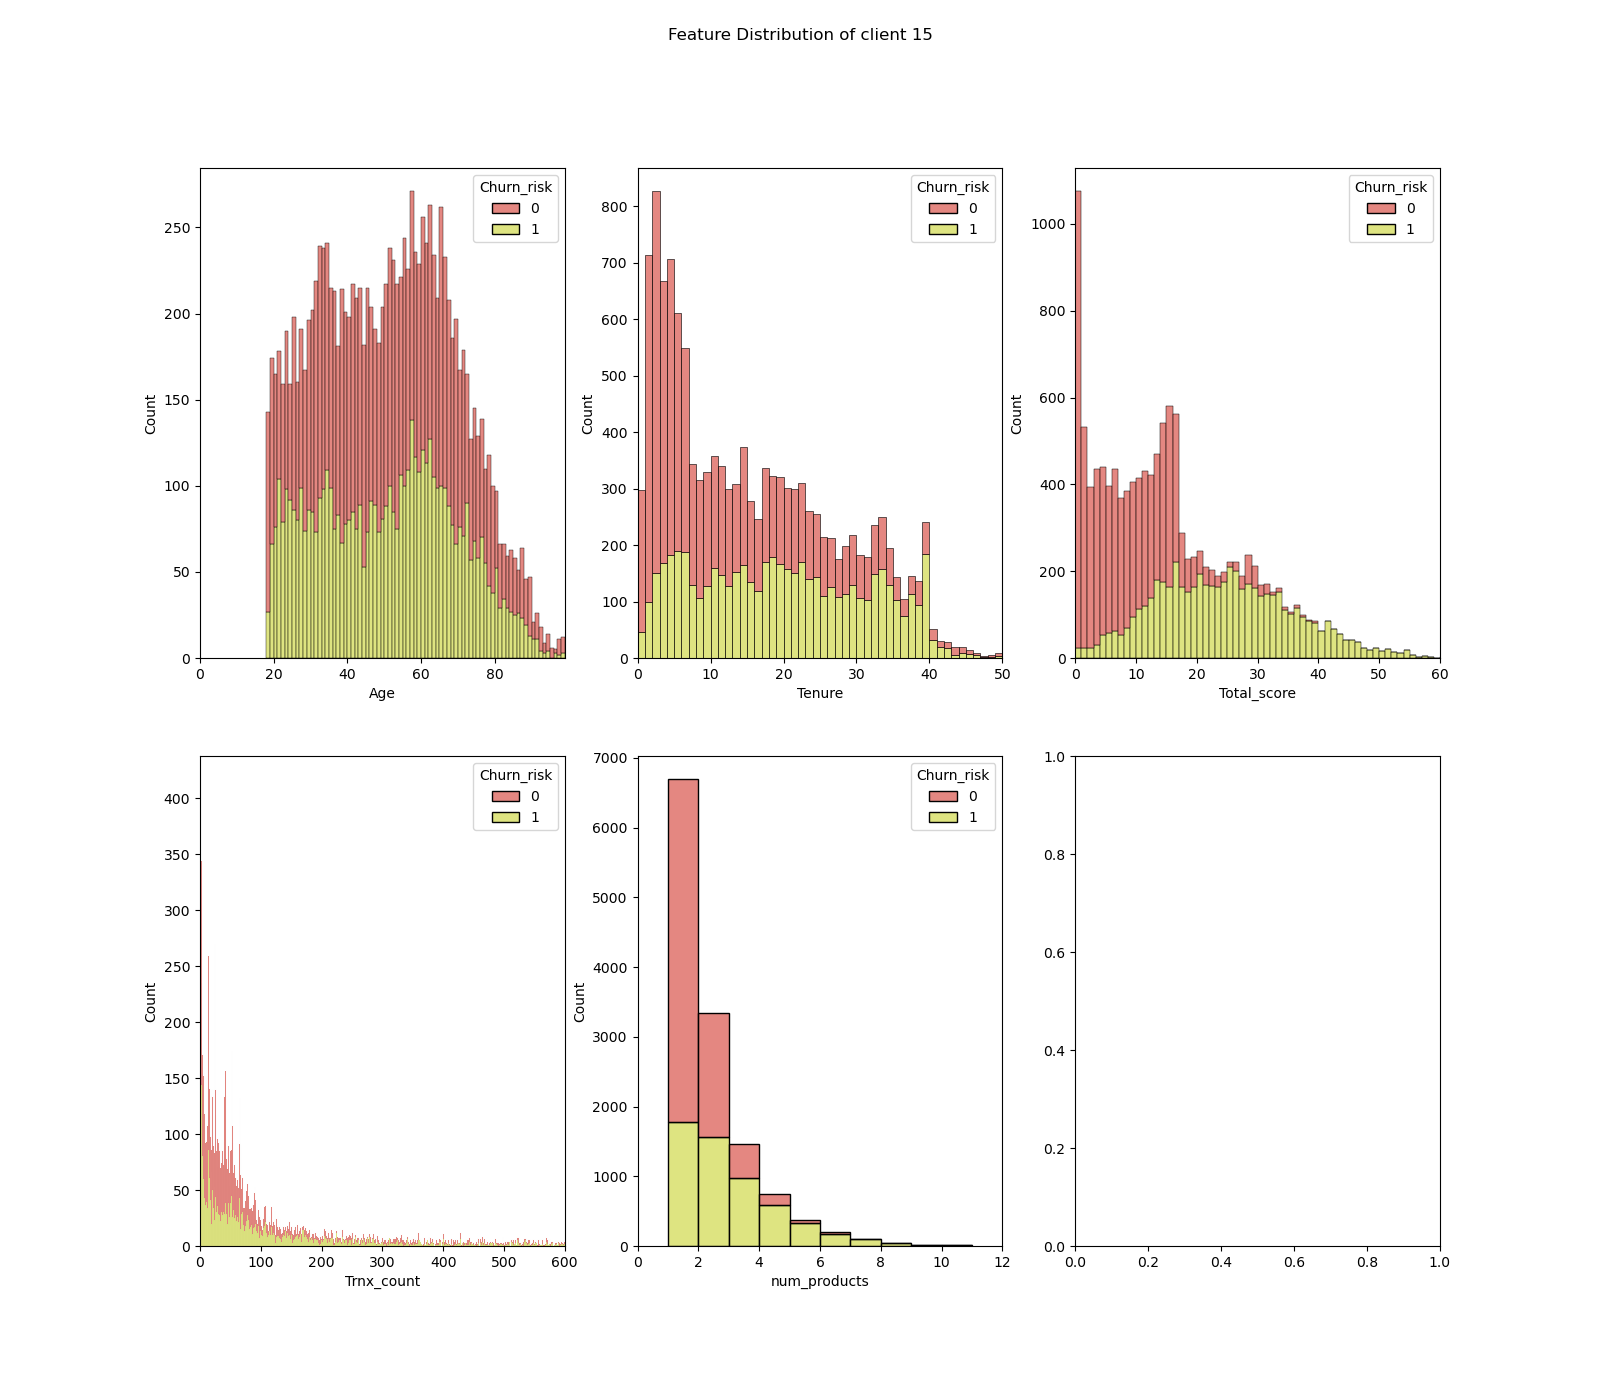 Feature Distribution of client 15
Churn_risk
0
1
250
200
150
100
50
0
Count
0 20 40 60 80
Age
Churn_risk
0
1
800
700
600
500
400
300
200
100
0
Count
0 10 20 30 40 50
Tenure
Churn_risk
0
1
1000
800
600
400
200
0
Count
0 10 20 30 40 50 60
Total_score
Churn_risk
0
1
400
350
300
250
200
150
100
50
0
Count
0 100 200 300 400 500 600
Trnx_count
Churn_risk
0
1
7000
6000
5000
4000
3000
2000
1000
0
Count
0 2 4 6 8 10 12
num_products
1.0
0.8
0.6
0.4
0.2
0.0
0.0 0.2 0.4 0.6 0.8 1.0